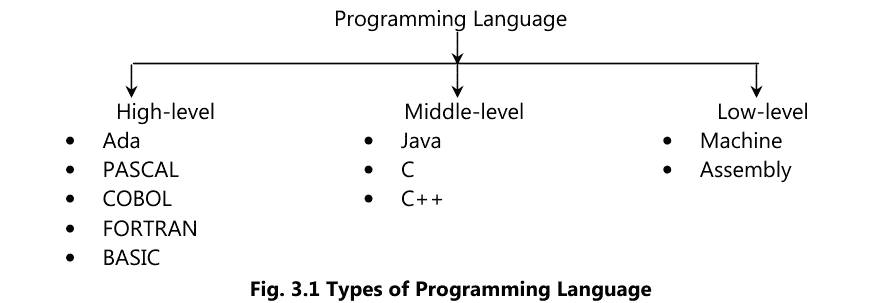 Programming Language
High-level
• Ada
• PASCAL
• COBOL
• FORTRAN
• BASIC
Middle-level
• Java
• C
• C++
Low-level
• Machine
• Assembly
Fig. 3.1 Types of Programming Language